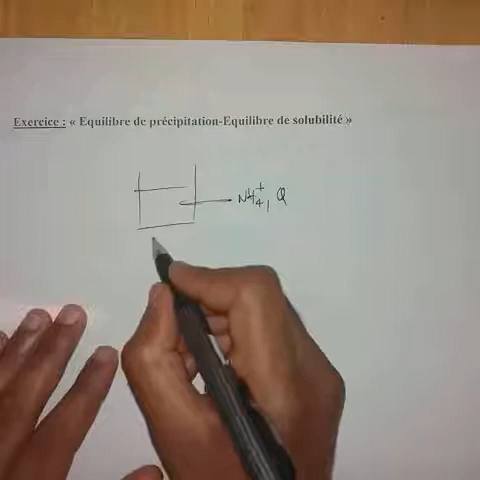 Exercice : « Equilibre de précipitation-Equilibre de solubilité »
NH₄⁺, Q